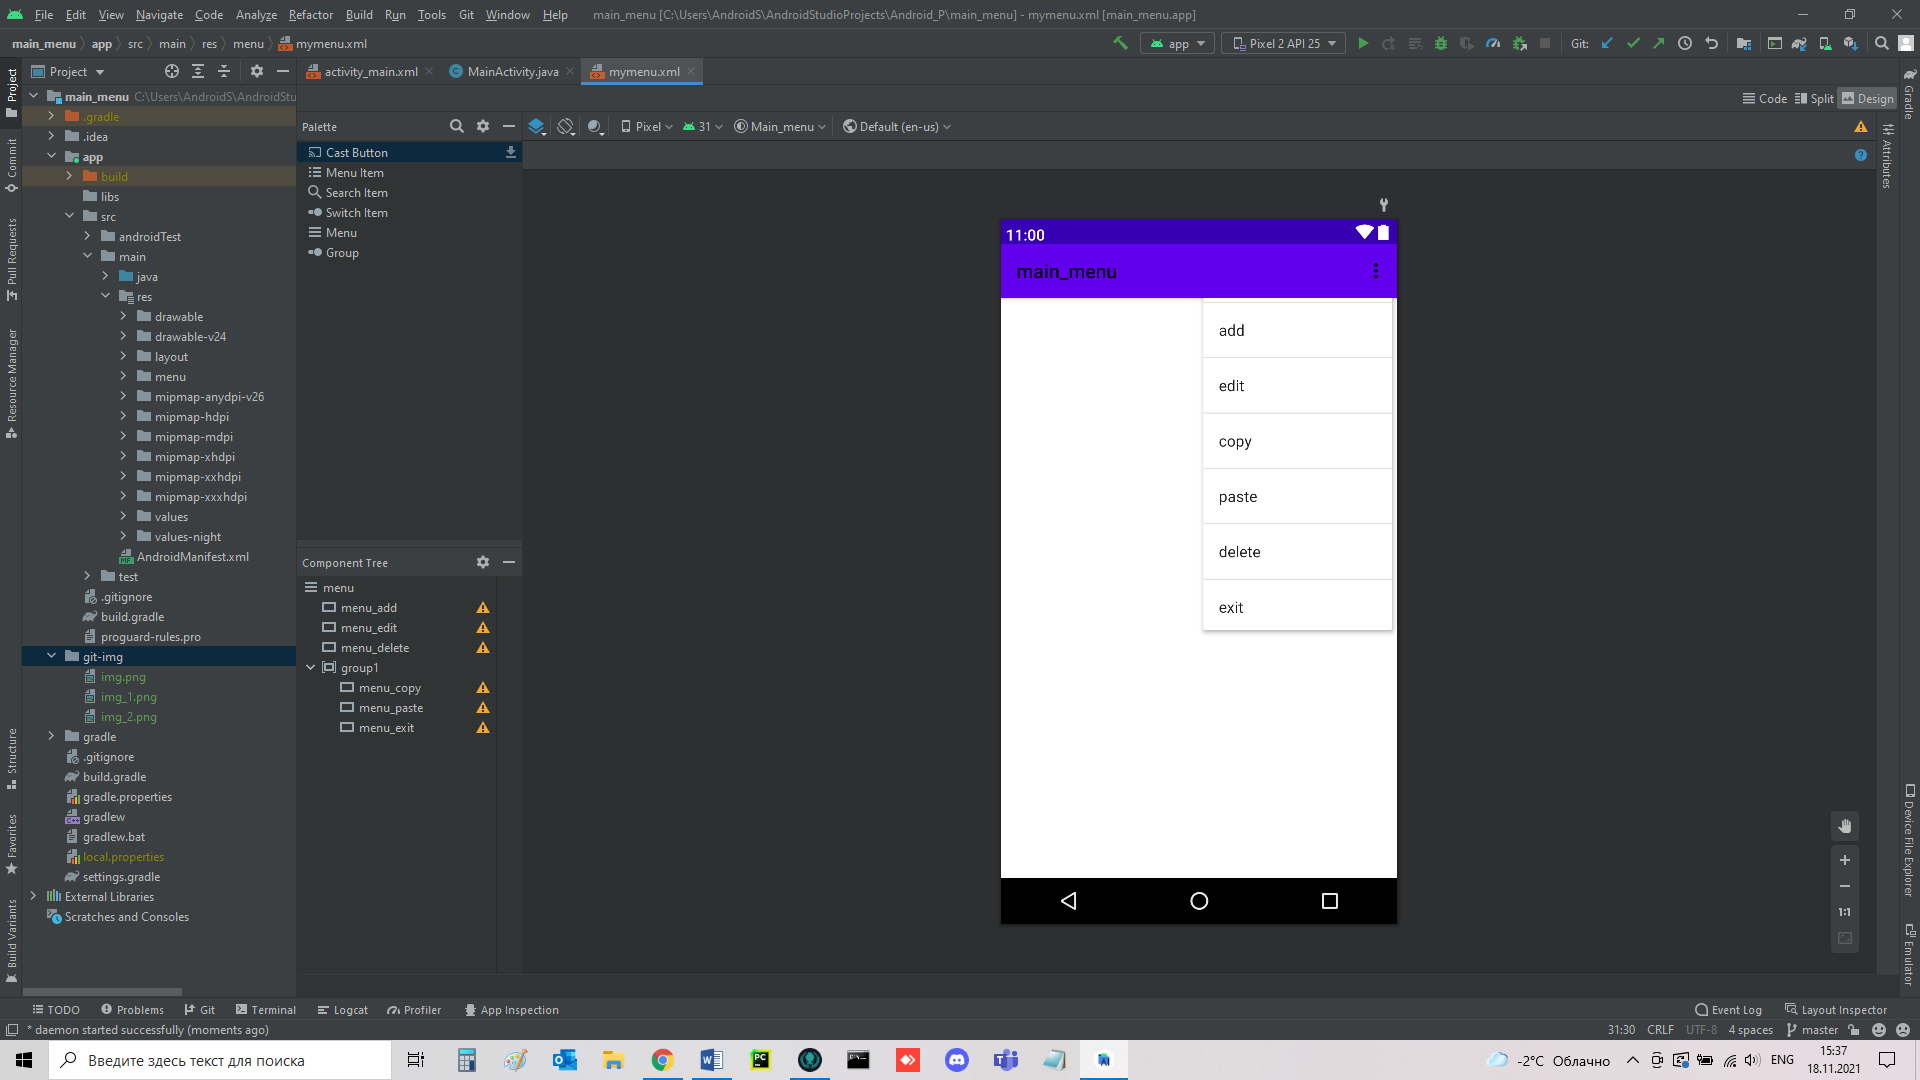 File Edit View Navigate Code Analyze Refactor Build Run Tools Git Window Help main_menu [C:\Users\AndroidS\AndroidStudioProjects\Android_P\main_menu] - mymenu.xml [main_menu.app]
main_menu app src main res menu mymenu.xml app Pixel 2 API 25 Git:
Project activity_main.xml MainActivity.java mymenu.xml
Code Split Design
Palette Pixel 31 Main_menu Default (en-us)
Cast Button
Menu Item
Search Item
Switch Item
Menu
Group
main_menu C:\Users\AndroidS\AndroidStu
.gradle
.idea
app
build
libs
src
androidTest
main
java
res
drawable
drawable-v24
layout
menu
mipmap-anydpi-v26
mipmap-hdpi
mipmap-mdpi
mipmap-xhdpi
mipmap-xxhdpi
mipmap-xxxhdpi
values
values-night
AndroidManifest.xml
test
.gitignore
build.gradle
proguard-rules.pro
git-img
img.png
img_1.png
img_2.png
gradle
.gitignore
build.gradle
gradle.properties
gradlew
gradlew.bat
local.properties
settings.gradle
External Libraries
Scratches and Consoles
Component Tree
menu
menu_add
menu_edit
menu_delete
group1
menu_copy
menu_paste
menu_exit
11:00
main_menu
add
edit
copy
paste
delete
exit
1:1
Project
Commit
Pull Requests
Resource Manager
Structure
Favorites
Build Variants
Gradle
Attributes
Device File Explorer
Emulator
TODO Problems Git Terminal Logcat Profiler App Inspection Event Log Layout Inspector
* daemon started successfully (moments ago) 31:30 CRLF UTF-8 4 spaces master
Введите здесь текст для поиска -2°C Облачно ENG 15:37
18.11.2021